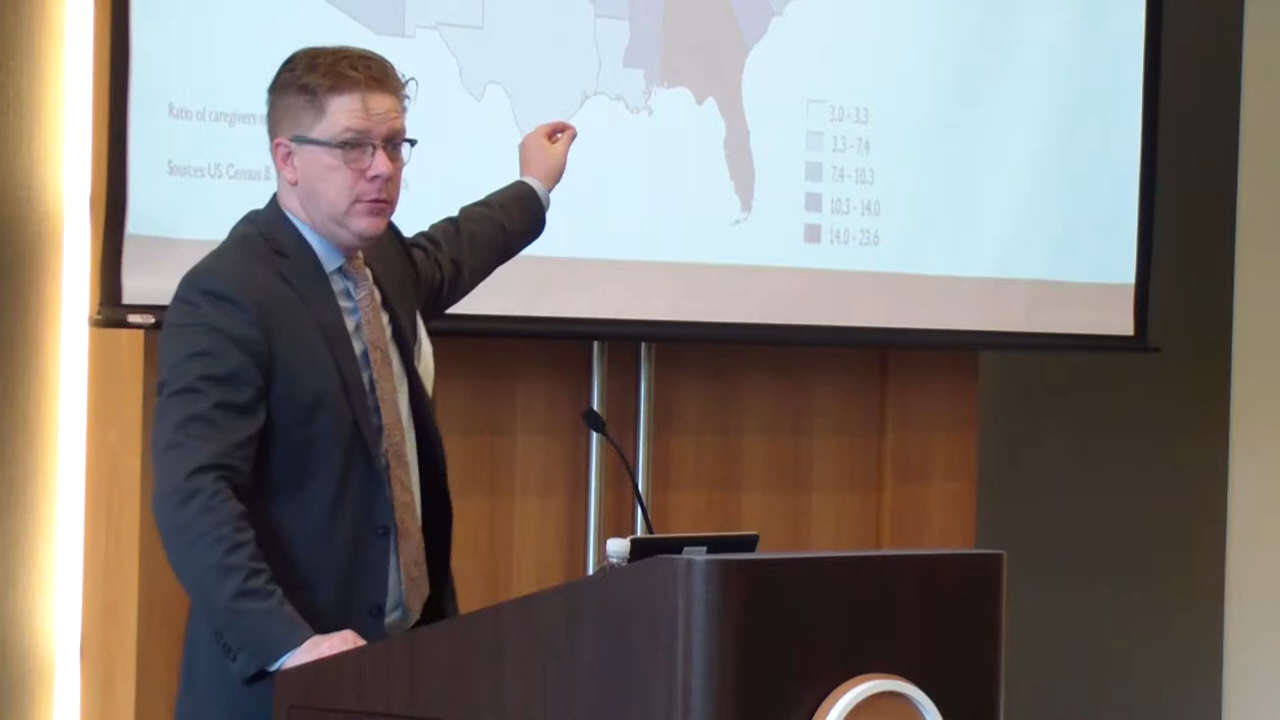 Ratio of caregivers
3.0 - 3.3
3.3 - 7.4
7.4 - 10.3
Sources: US Census B
10.3 - 14.0
14.0 - 23.6